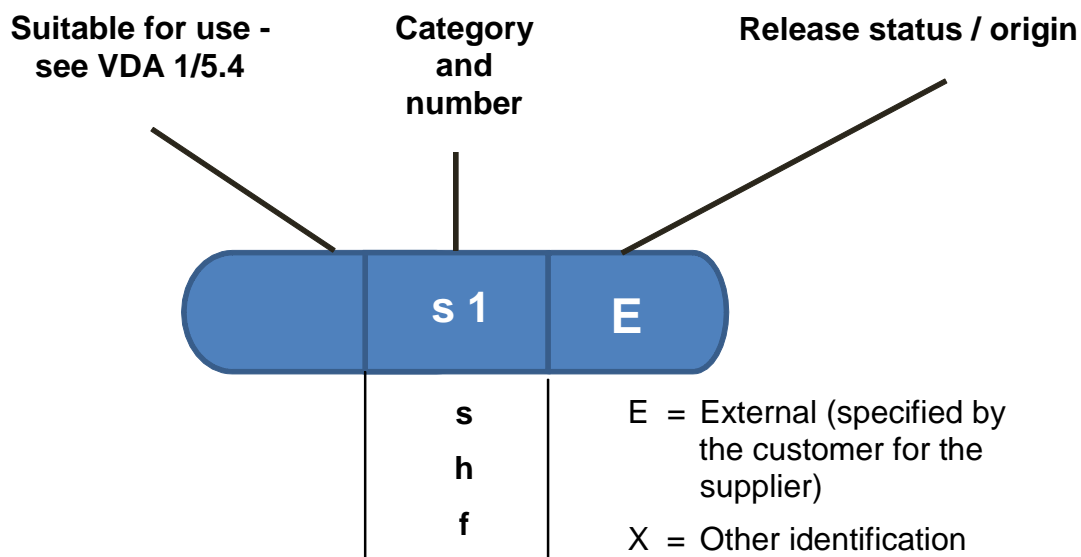 Suitable for use -
see VDA 1/5.4
Category
and
number
Release status / origin
s 1
E
s
h
f
E = External (specified by
the customer for the
supplier)
X = Other identification